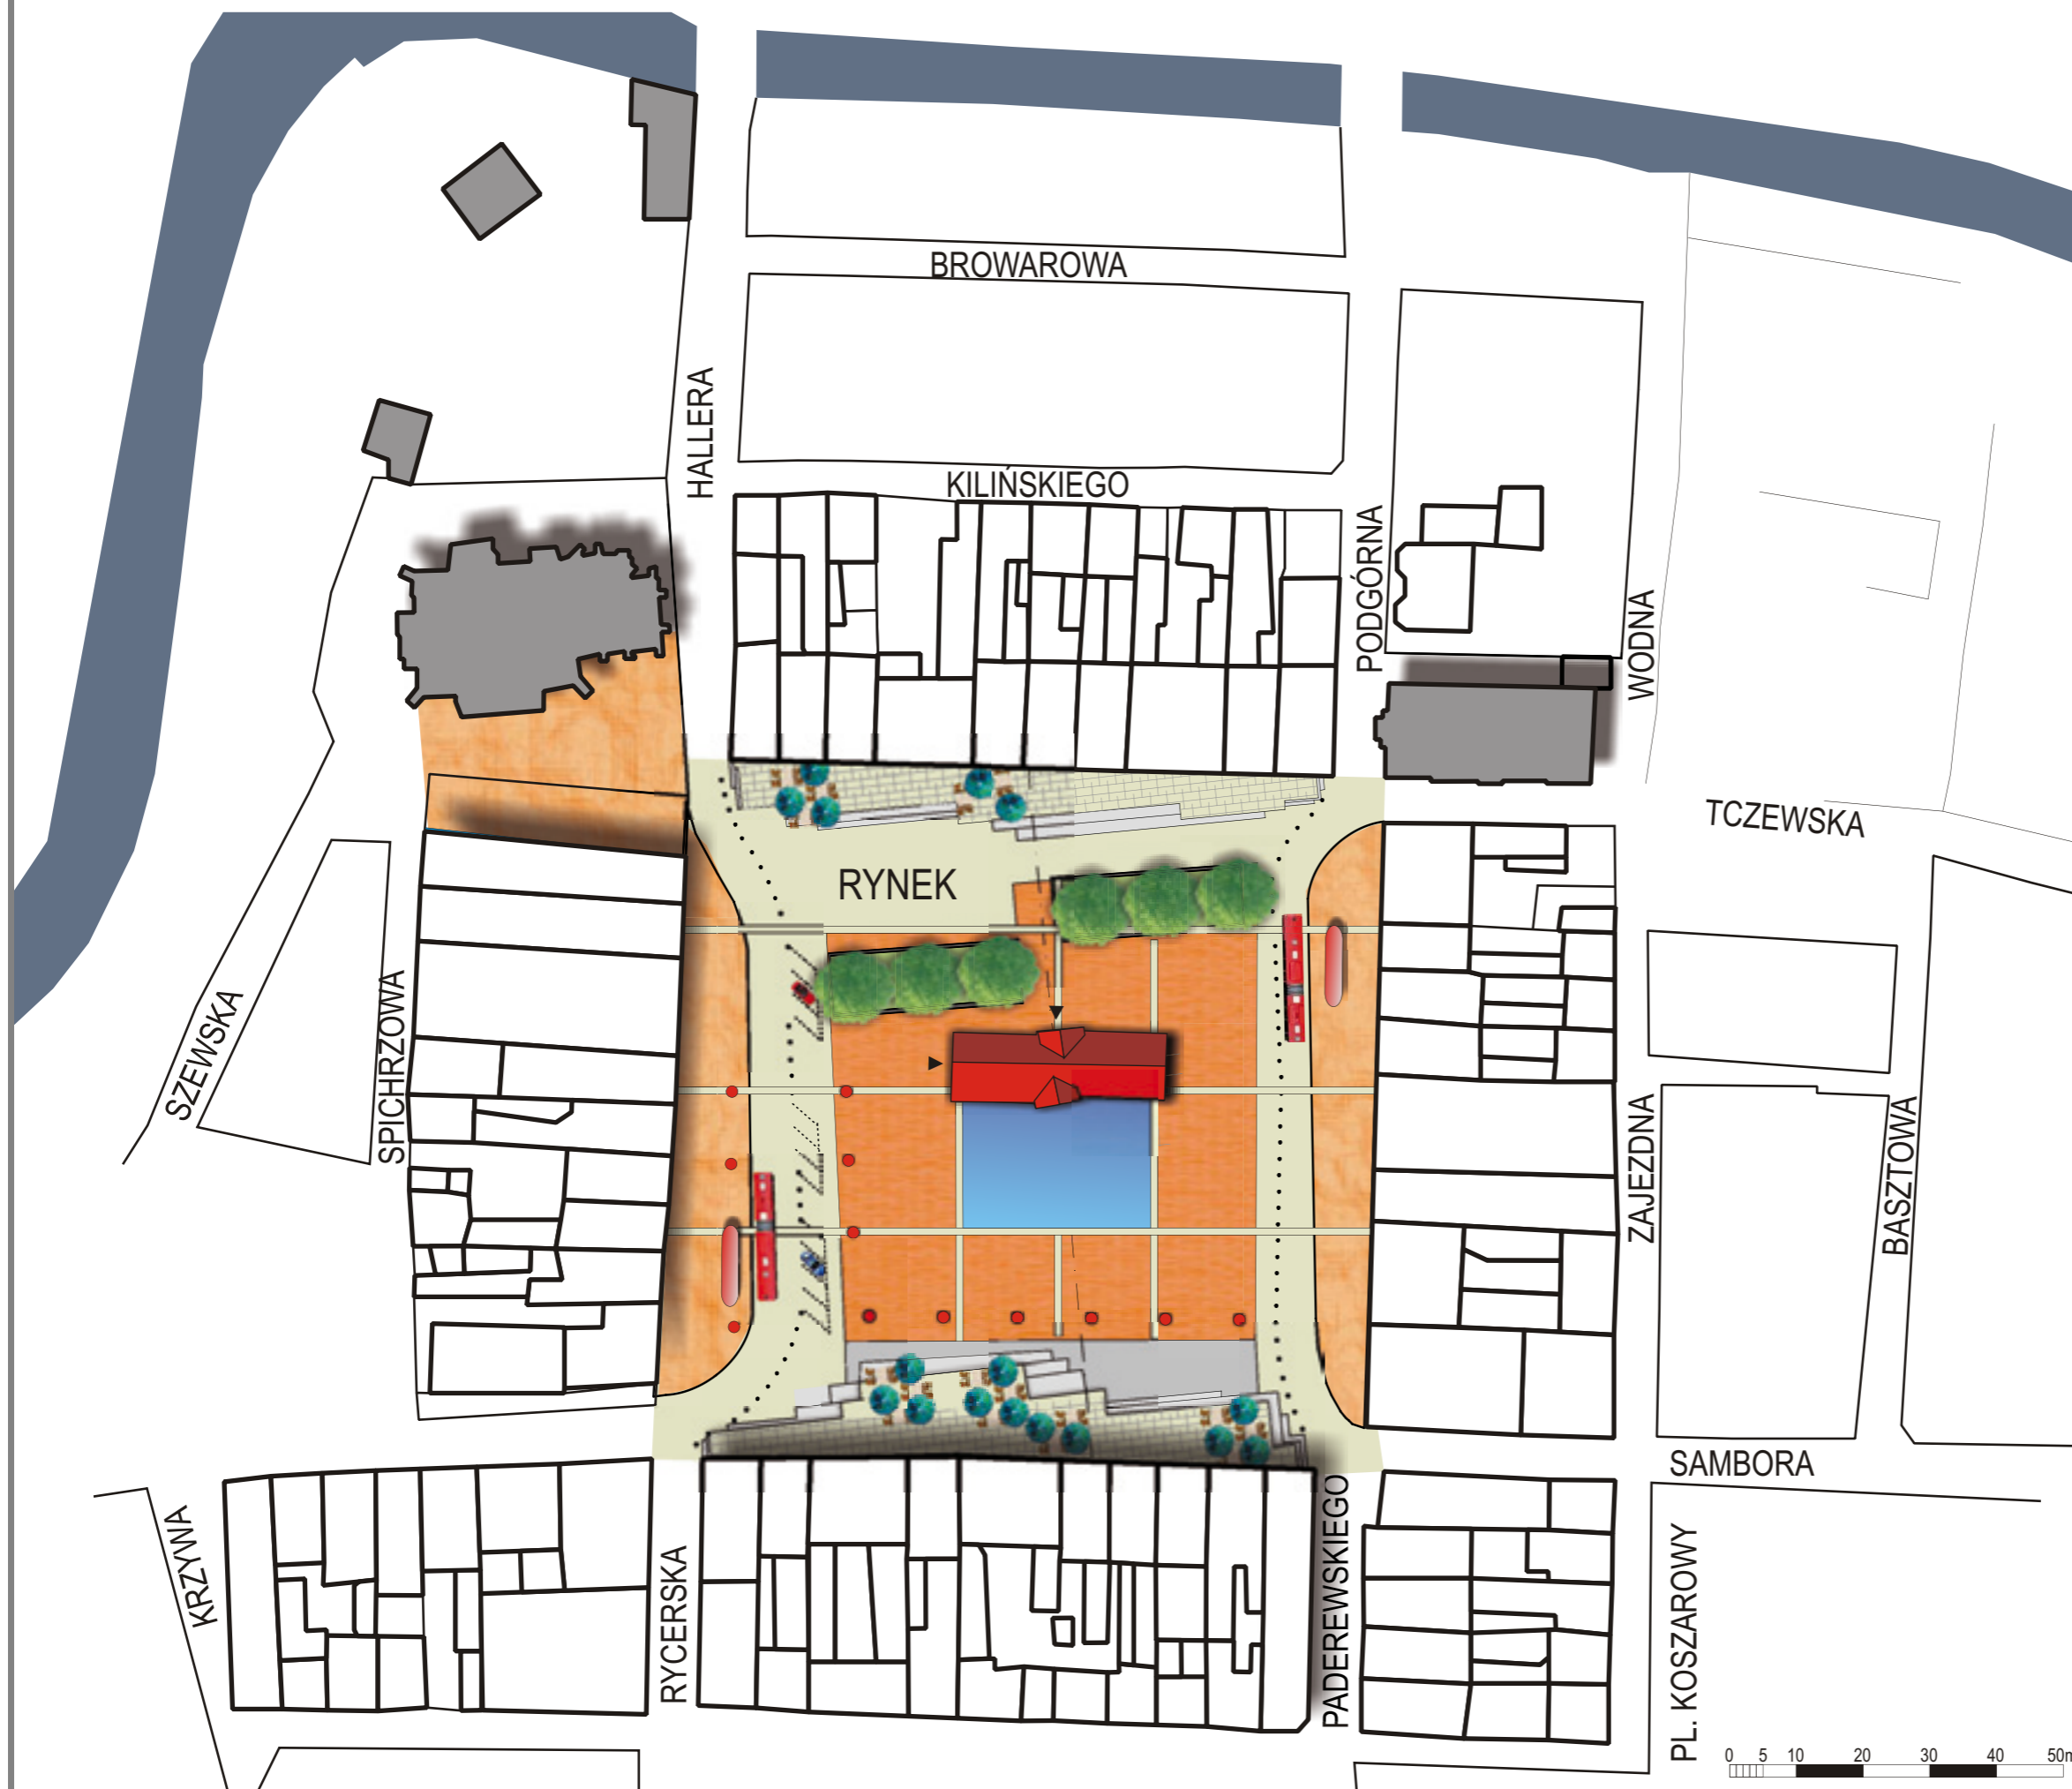 BROWAROWA
HALLERA
KILIŃSKIEGO
PODGÓRNA
WODNA
TCZEWSKA
RYNEK
SZEWSKA
SPICHRZOWA
ZAJEZDNA
BASZTOWA
SAMBORA
KRZYWA
RYCERSKA
PADEREWSKIEGO
PL. KOSZAROWY
0 5 10 20 30 40 50m